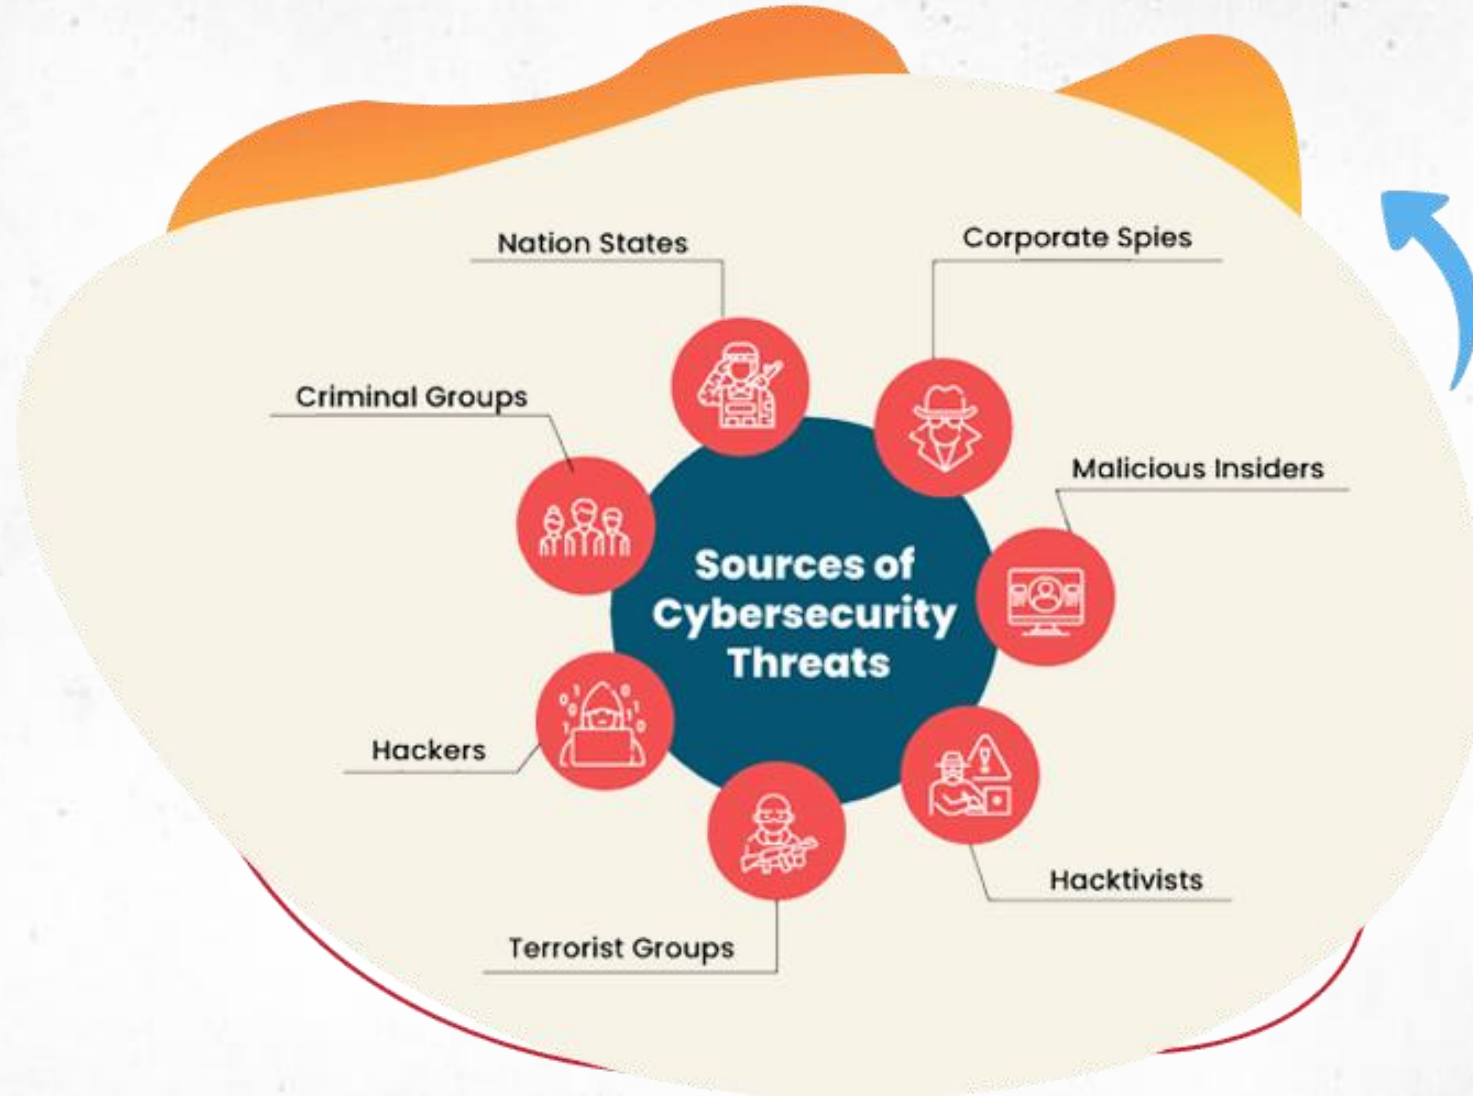 Nation States
Corporate Spies
Criminal Groups
Malicious Insiders
Sources of
Cybersecurity
Threats
Hackers
Hacktivists
Terrorist Groups